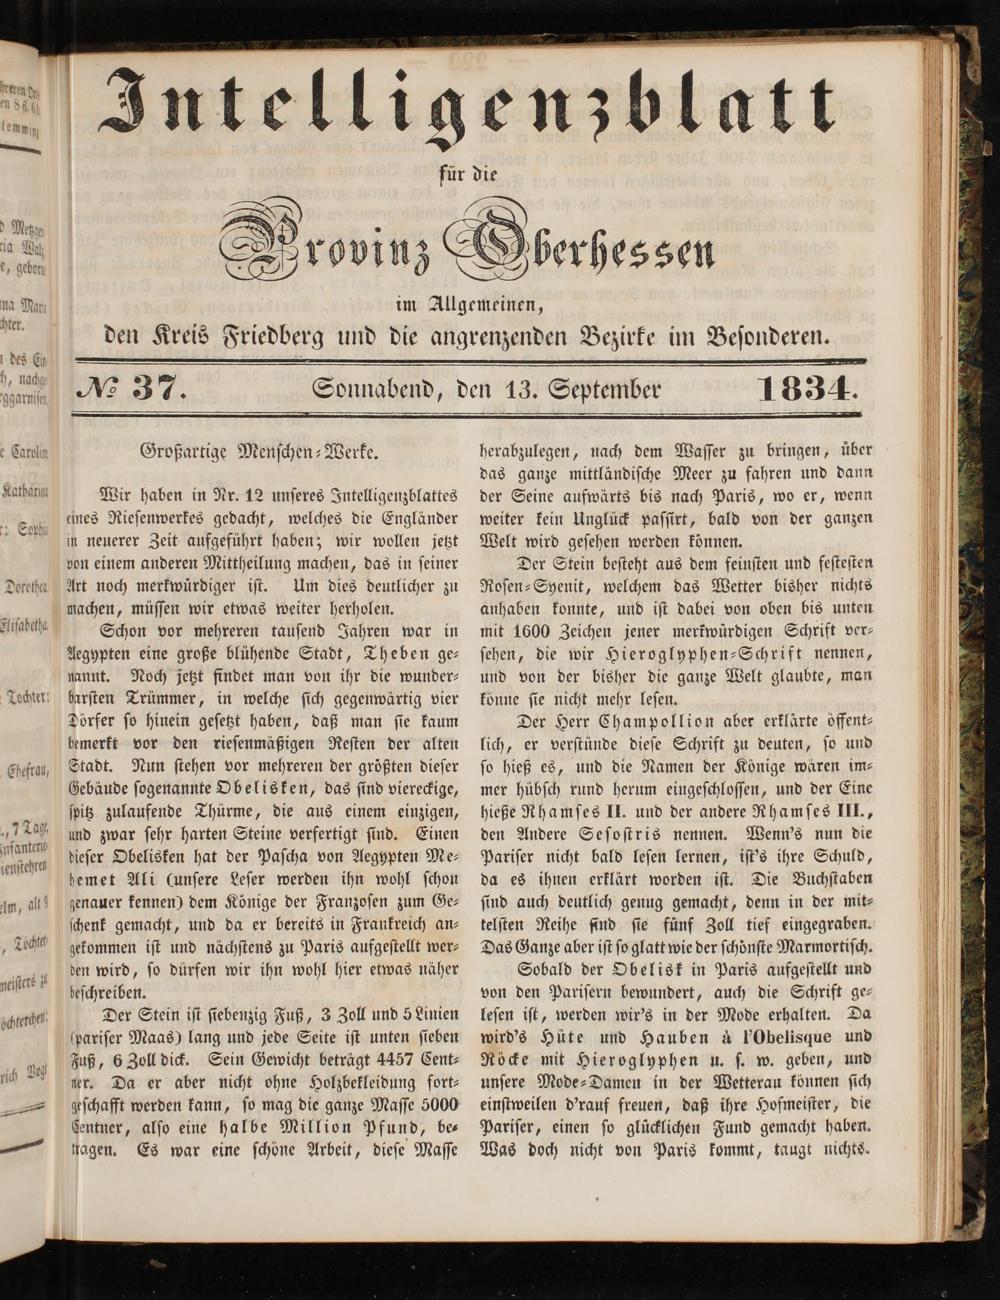 Intelligenzblatt
für die
Provinz Oberhessen
im Allgemeinen,
den Kreis Friedberg und die angrenzenden Bezirke im Besonderen.
№ 37. Sonnabend, den 13. September 1834.
Großartige Menschen-Werke.
Wir haben in Nr. 12 unseres Intelligenzblattes
eines Riesenwerkes gedacht, welches die Engländer
in neuerer Zeit aufgeführt haben; wir wollen jetzt
von einem anderen Mittheilung machen, das in seiner
Art noch merkwürdiger ist. Um dies deutlicher zu
machen, müssen wir etwas weiter herholen.
Schon vor mehreren tausend Jahren war in
Aegypten eine große blühende Stadt, Theben ge-
nannt. Noch jetzt findet man von ihr die wunder-
barsten Trümmer, in welche sich gegenwärtig vier
Dörfer so hinein gesetzt haben, daß man sie kaum
bemerkt vor den riesenmäßigen Resten der alten
Stadt. Nun stehen vor mehreren der größten dieser
Gebäude sogenannte Obelisken, das sind viereckige,
spitz zulaufende Thürme, die aus einem einzigen,
und zwar sehr harten Steine verfertigt sind. Einen
dieser Obelisken hat der Pascha von Aegypten Me-
hemet Ali (unsere Leser werden ihn wohl schon
genauer kennen) dem Könige der Franzosen zum Ge-
schenk gemacht, und da er bereits in Frankreich an-
gekommen ist und nächstens zu Paris aufgestellt wer-
den wird, so dürfen wir ihn wohl hier etwas näher
beschreiben.
Der Stein ist siebenzig Fuß, 3 Zoll und 5 Linien
(pariser Maas) lang und jede Seite ist unten sieben
Fuß, 6 Zoll dick. Sein Gewicht beträgt 4457 Cent-
ner. Da er aber nicht ohne Holzbekleidung fort-
geschafft werden kann, so mag die ganze Masse 5000
Centner, also eine halbe Million Pfund, be-
tragen. Es war eine schöne Arbeit, diese Masse
herabzulegen, nach dem Wasser zu bringen, über
das ganze mittländische Meer zu fahren und dann
der Seine aufwärts bis nach Paris, wo er, wenn
weiter kein Unglück passirt, bald von der ganzen
Welt wird gesehen werden können.
Der Stein besteht aus dem feinsten und festesten
Rosen-Syenit, welchem das Wetter bisher nichts
anhaben konnte, und ist dabei von oben bis unten
mit 1600 Zeichen jener merkwürdigen Schrift ver-
sehen, die wir Hieroglyphen-Schrift nennen,
und von der bisher die ganze Welt glaubte, man
könne sie nicht mehr lesen.
Der Herr Champollion aber erklärte öffent-
lich, er verstünde diese Schrift zu deuten, so und
so hieß es, und die Namen der Könige wären im-
mer hübsch rund herum eingeschlossen, und der Eine
hieße Rhamses II. und der andere Rhamses III.,
den Andere Sesostris nennen. Wenn's nun die
Pariser nicht bald lesen lernen, ist's ihre Schuld,
da es ihnen erklärt worden ist. Die Buchstaben
sind auch deutlich genug gemacht, denn in der mit-
telsten Reihe sind sie fünf Zoll tief eingegraben.
Das Ganze aber ist so glatt wie der schönste Marmortisch.
Sobald der Obelisk in Paris aufgestellt und
von den Parisern bewundert, auch die Schrift ge-
lesen ist, werden wir's in der Mode erhalten. Da
wird's Hüte und Hauben à l'Obelisque und
Röcke mit Hieroglyphen u. s. w. geben, und
unsere Mode-Damen in der Wetterau können sich
einstweilen d'rauf freuen, daß ihre Hofmeister, die
Pariser, einen so glücklichen Fund gemacht haben.
Was doch nicht von Paris kommt, taugt nichts.